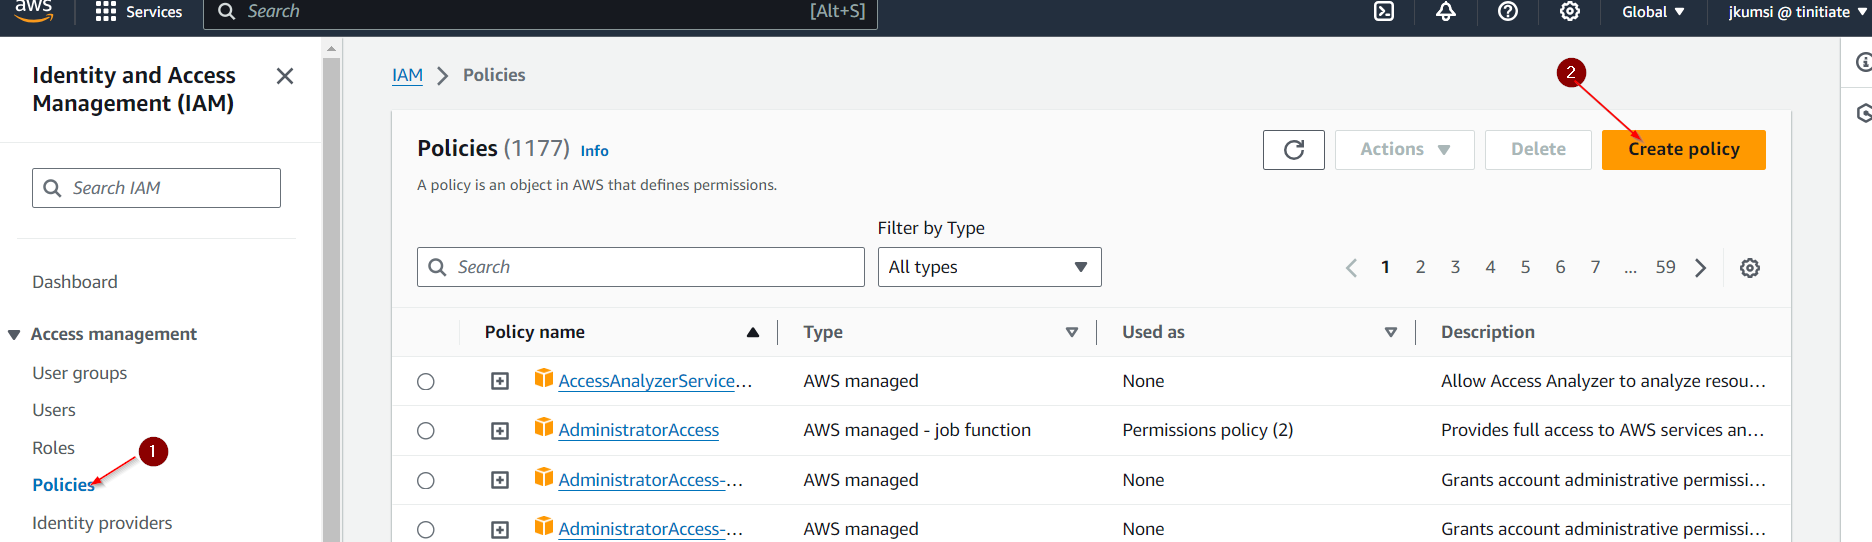 aws
Services
Search
[Alt+S]
Global
jkumsi @ tinitiate
Identity and Access
Management (IAM)
Search IAM
Dashboard
Access management
User groups
Users
Roles
Policies
1
Identity providers
IAM > Policies
2
Policies (1177) Info
A policy is an object in AWS that defines permissions.
Actions
Delete
Create policy
Filter by Type
Search
All types
1 2 3 4 5 6 7 ... 59
Policy name Type Used as Description
AccessAnalyzerService... AWS managed None Allow Access Analyzer to analyze resou...
AdministratorAccess AWS managed - job function Permissions policy (2) Provides full access to AWS services an...
AdministratorAccess-... AWS managed None Grants account administrative permissi...
AdministratorAccess-... AWS managed None Grants account administrative permissi...